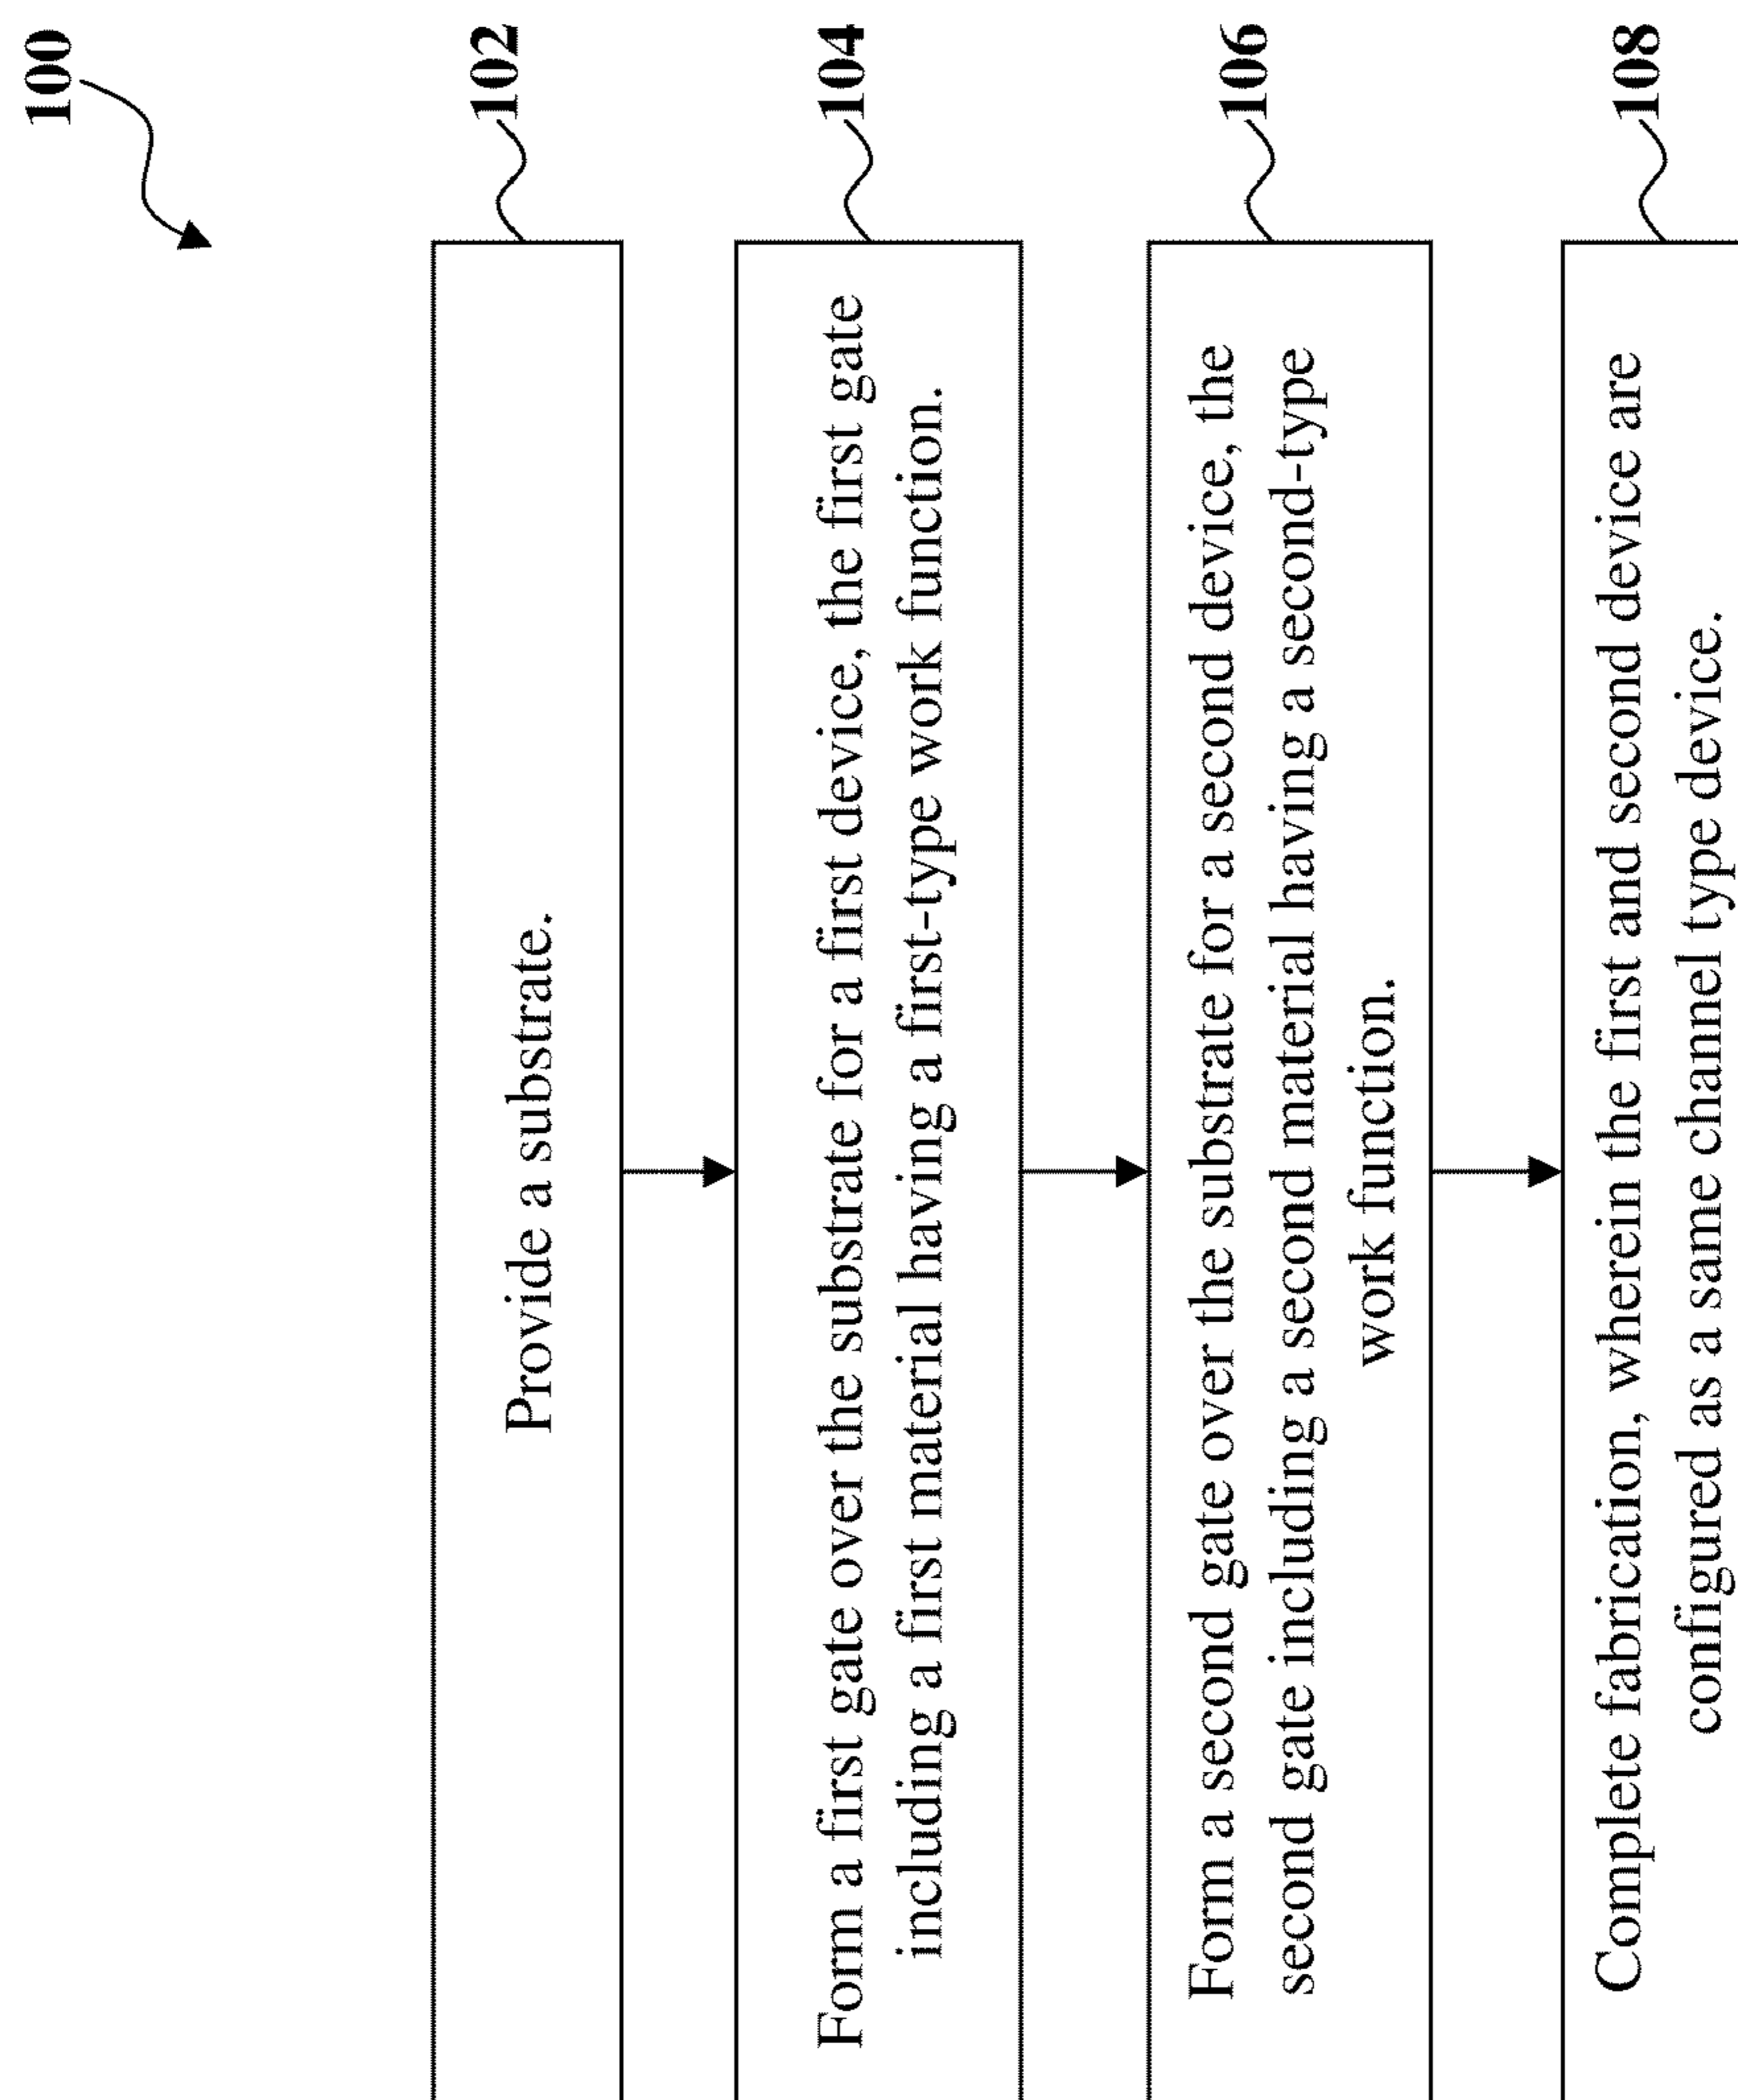 100
102
Provide a substrate.
104
Form a first gate over the substrate for a first device, the first gate
including a first material having a first-type work function.
106
Form a second gate over the substrate for a second device, the
second gate including a second material having a second-type
work function.
108
Complete fabrication, wherein the first and second device are
configured as a same channel type device.